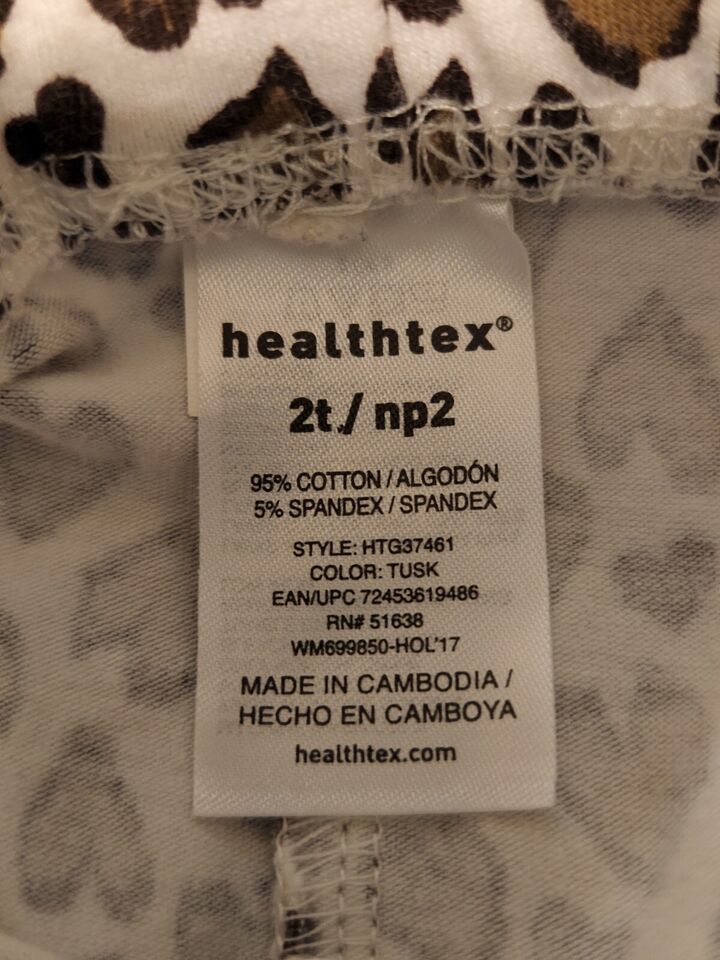 healthtex®
2t./ np2
95% COTTON / ALGODÓN
5% SPANDEX / SPANDEX
STYLE: HTG37461
COLOR: TUSK
EAN/UPC 72453619486
RN# 51638
WM699850-HOL'17
MADE IN CAMBODIA /
HECHO EN CAMBOYA
healthtex.com